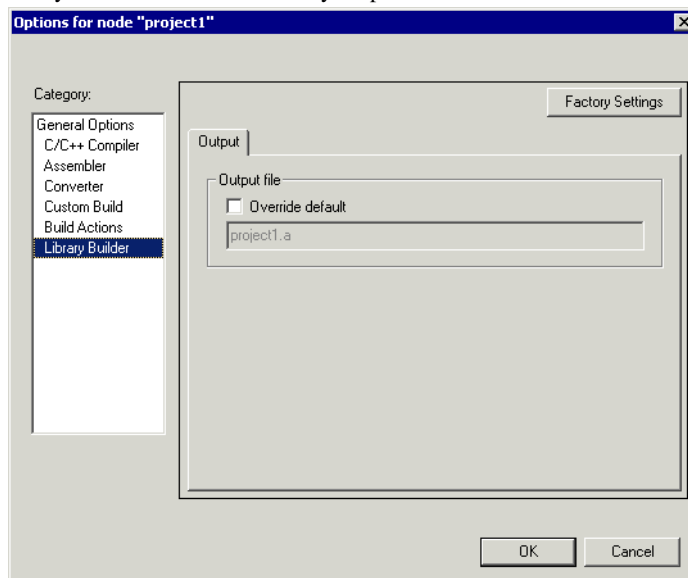 Options for node "project1"
Category:
Factory Settings
General Options
C/C++ Compiler
Assembler
Converter
Custom Build
Build Actions
Library Builder
Output
Output file
Override default
project1.a
OK
Cancel